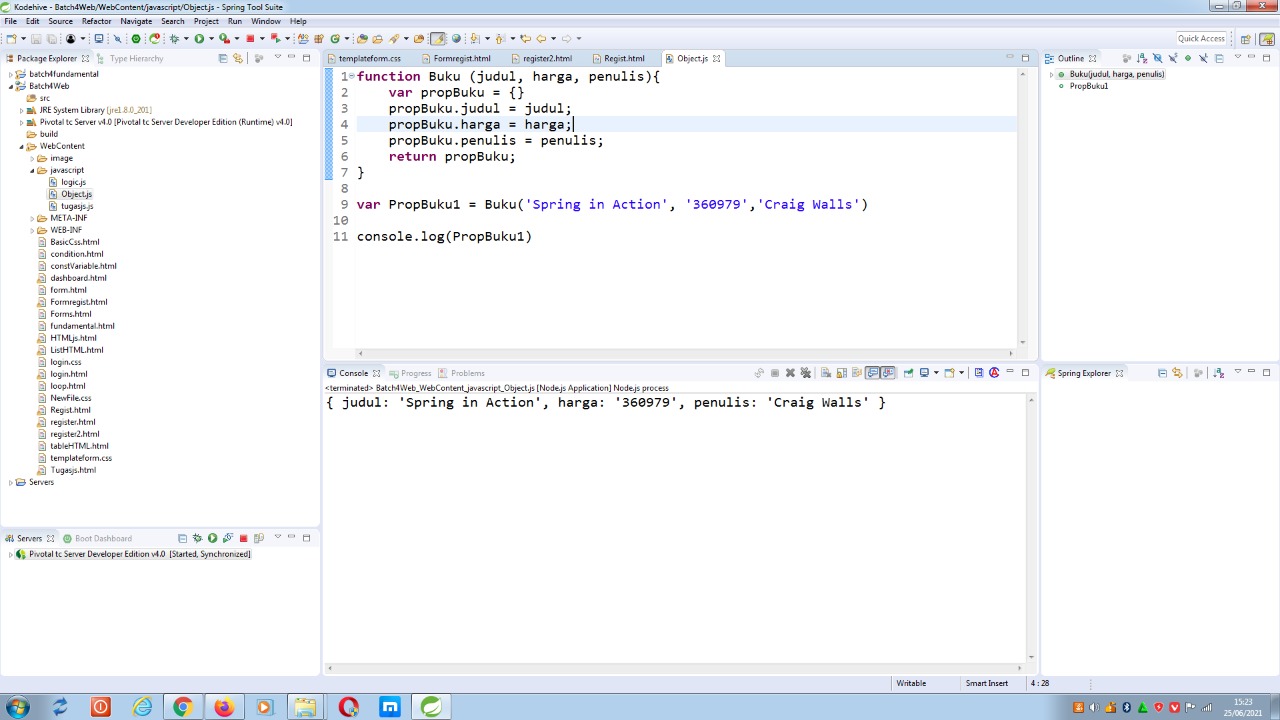 Kodehive - Batch4Web/WebContent/javascript/Object.js - Spring Tool Suite
File Edit Source Refactor Navigate Search Project Run Window Help
Quick Access
Package Explorer Type Hierarchy
batch4fundamental
Batch4Web
src
JRE System Library [jre1.8.0_201]
Pivotal tc Server v4.0 [Pivotal tc Server Developer Edition (Runtime) v4.0]
build
WebContent
image
javascript
logic.js
Object.js
tugasjs.js
META-INF
WEB-INF
BasicCss.html
condition.html
constVariable.html
dashboard.html
form.html
Formregist.html
Forms.html
fundamental.html
HTMLjs.html
ListHTML.html
login.css
login.html
loop.html
NewFile.css
Regist.html
register.html
register2.html
tableHTML.html
templateform.css
Tugasjs.html
Servers
Servers Boot Dashboard
Pivotal tc Server Developer Edition v4.0 [Started, Synchronized]
templateform.css Formregist.html register2.html Regist.html Object.js
1 function Buku (judul, harga, penulis){
2 var propBuku = {}
3 propBuku.judul = judul;
4 propBuku.harga = harga;
5 propBuku.penulis = penulis;
6 return propBuku;
7 }
8
9 var PropBuku1 = Buku('Spring in Action', '360979','Craig Walls')
10
11 console.log(PropBuku1)
Console Progress Problems
<terminated> Batch4Web_WebContent_javascript_Object.js [Node.js Application] Node.js process
{ judul: 'Spring in Action', harga: '360979', penulis: 'Craig Walls' }
Outline
Buku(judul, harga, penulis)
PropBuku1
Spring Explorer
Writable Smart Insert 4 : 28
15:23
25/06/2021